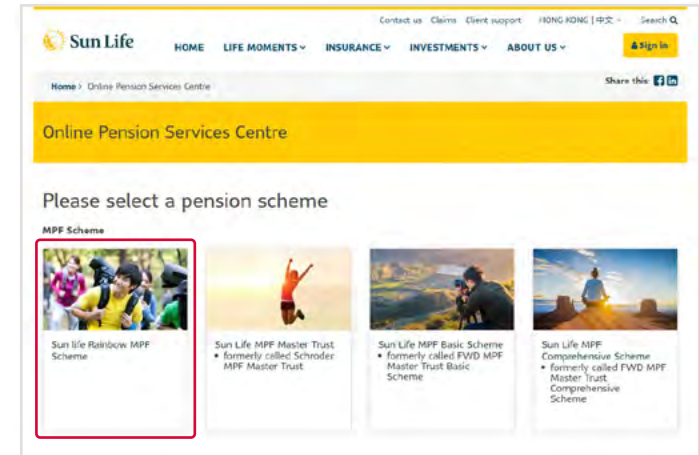 Contact us Claims Client support HONG KONG | 中文 Search
Sun Life
HOME LIFE MOMENTS INSURANCE INVESTMENTS ABOUT US
Sign in
Home > Online Pension Services Centre
Share this:
Online Pension Services Centre
Please select a pension scheme
MPF Scheme
Sun life Rainbow MPF
Scheme
Sun Life MPF Master Trust
• formerly called Schroder
MPF Master Trust
Sun Life MPF Basic Scheme
• formerly called FWD MPF
Master Trust Basic
Scheme
Sun Life MPF
Comprehensive Scheme
• formerly called FWD MPF
Master Trust
Comprehensive
Scheme